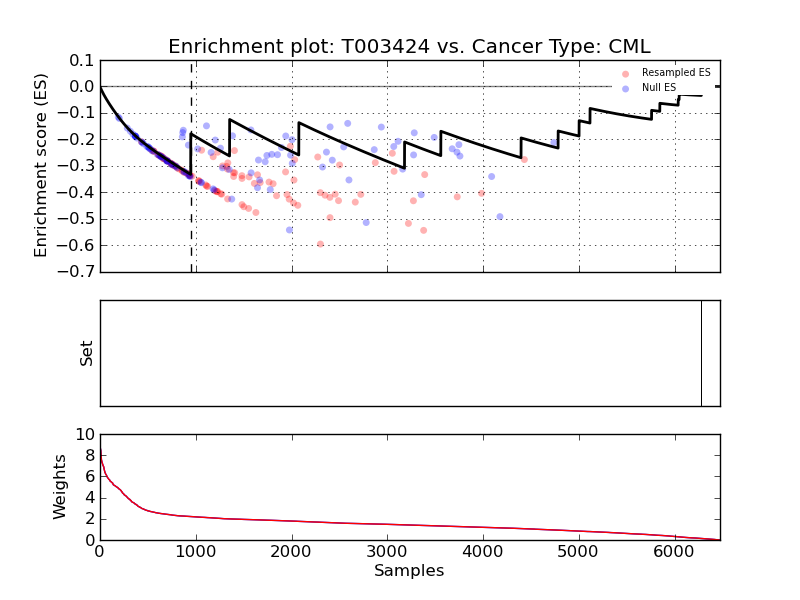 Enrichment plot: T003424 vs. Cancer Type: CML
Enrichment score (ES)
0.1
0.0
−0.1
−0.2
−0.3
−0.4
−0.5
−0.6
−0.7
Resampled ES
Null ES
Set
Weights
10
8
6
4
2
0
0 1000 2000 3000 4000 5000 6000
Samples